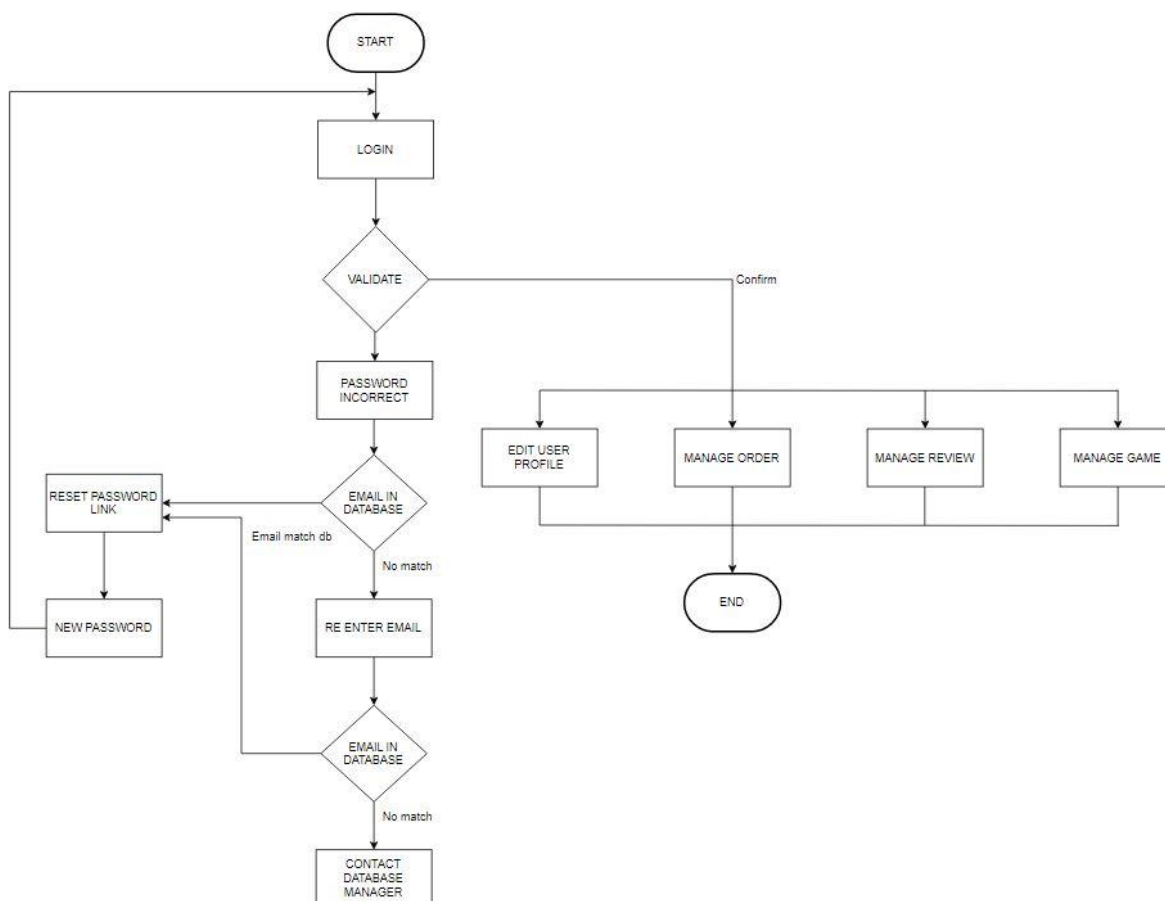 START
LOGIN
VALIDATE
Confirm
PASSWORD
INCORRECT
EDIT USER
PROFILE
MANAGE ORDER
MANAGE REVIEW
MANAGE GAME
RESET PASSWORD
LINK
EMAIL IN
DATABASE
Email match db
No match
NEW PASSWORD
RE ENTER EMAIL
END
EMAIL IN
DATABASE
No match
CONTACT
DATABASE
MANAGER